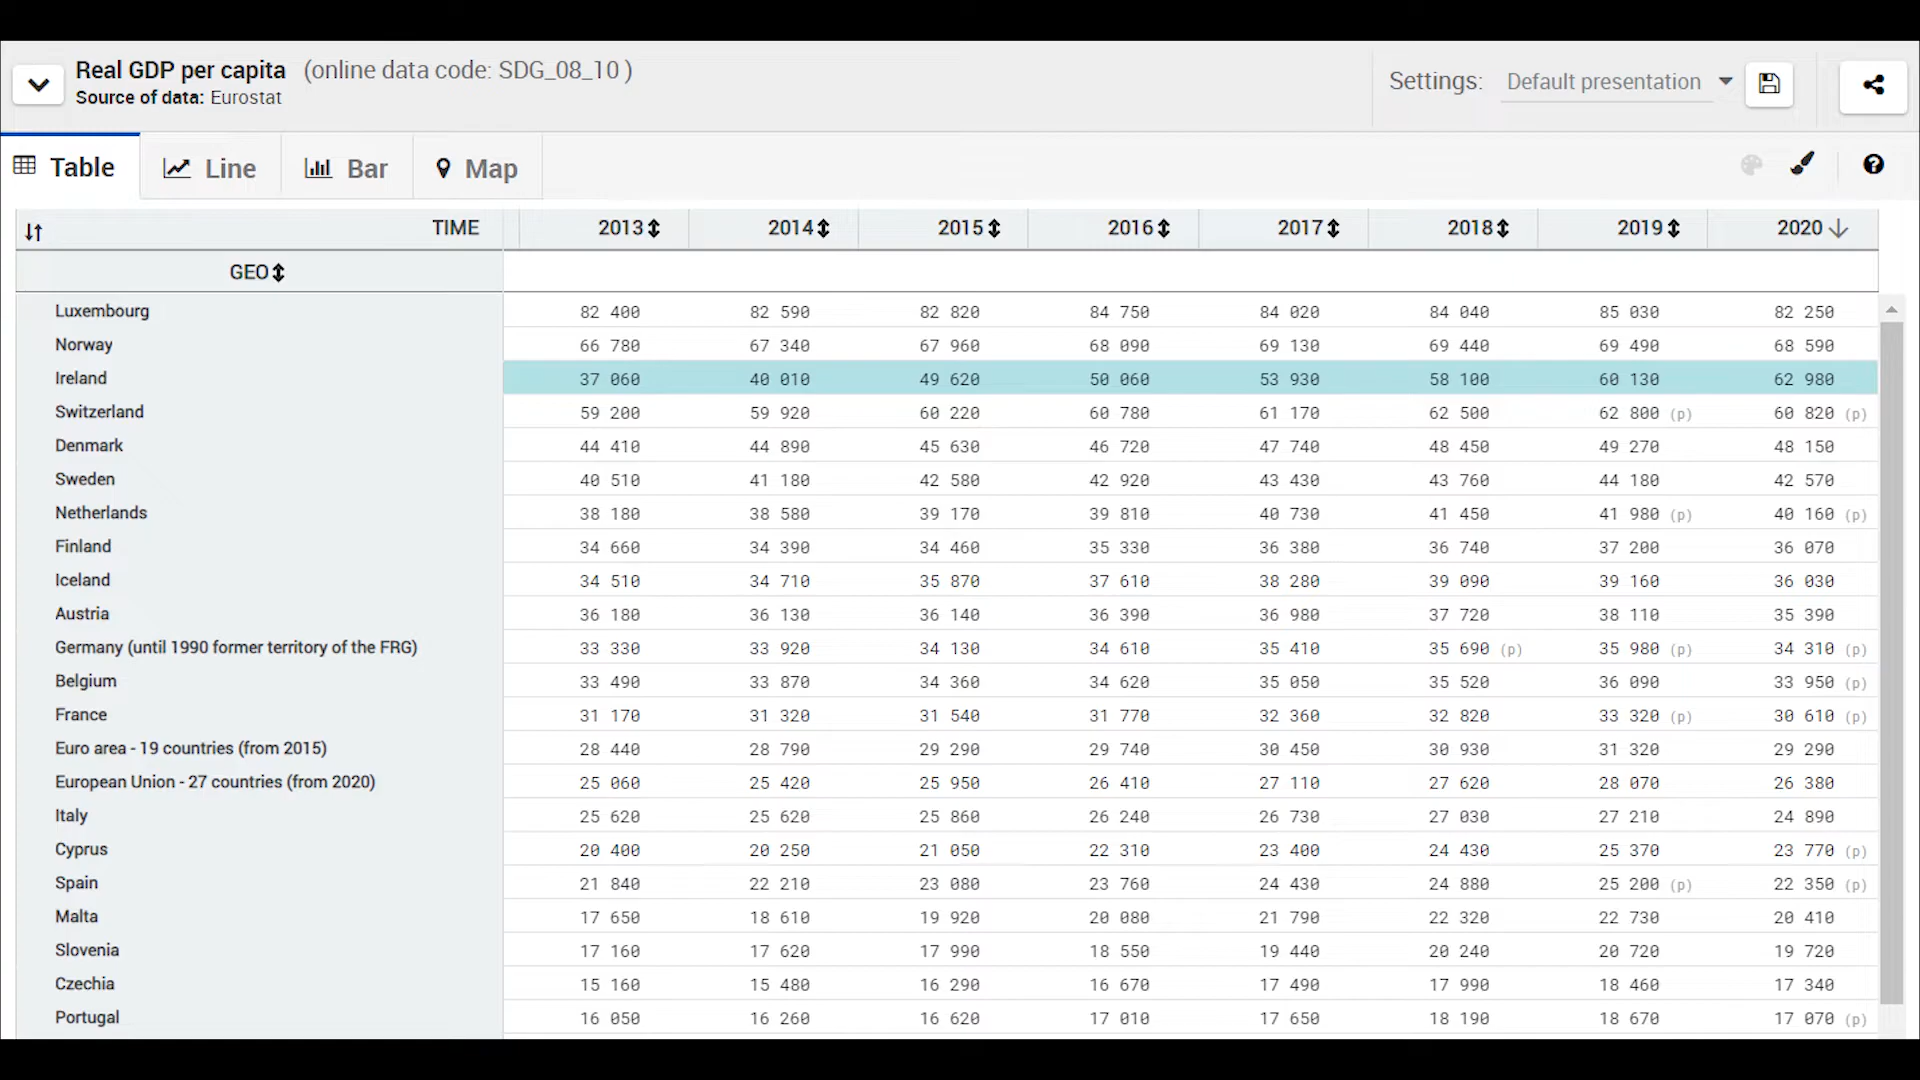 Real GDP per capita (online data code: SDG_08_10 )
Source of data: Eurostat
Settings: Default presentation
Table Line Bar Map
TIME 2013 2014 2015 2016 2017 2018 2019 2020
GEO
Luxembourg 82 400 82 590 82 820 84 750 84 020 84 040 85 030 82 250
Norway 66 780 67 340 67 960 68 090 69 130 69 440 69 490 68 590
Ireland 37 060 40 010 49 620 50 060 53 930 58 100 60 130 62 980
Switzerland 59 200 59 920 60 220 60 780 61 170 62 500 62 800 (p) 60 820 (p)
Denmark 44 410 44 890 45 630 46 720 47 740 48 450 49 270 48 150
Sweden 40 510 41 180 42 580 42 920 43 430 43 760 44 180 42 570
Netherlands 38 180 38 580 39 170 39 810 40 730 41 450 41 980 (p) 40 160 (p)
Finland 34 660 34 390 34 460 35 330 36 380 36 740 37 200 36 070
Iceland 34 510 34 710 35 870 37 610 38 280 39 090 39 160 36 030
Austria 36 180 36 130 36 140 36 390 36 980 37 720 38 110 35 390
Germany (until 1990 former territory of the FRG) 33 330 33 920 34 130 34 610 35 410 35 690 (p) 35 980 (p) 34 310 (p)
Belgium 33 490 33 870 34 360 34 620 35 050 35 520 36 090 33 950 (p)
France 31 170 31 320 31 540 31 770 32 360 32 820 33 320 (p) 30 610 (p)
Euro area - 19 countries (from 2015) 28 440 28 790 29 290 29 740 30 450 30 930 31 320 29 290
European Union - 27 countries (from 2020) 25 060 25 420 25 950 26 410 27 110 27 620 28 070 26 380
Italy 25 620 25 620 25 860 26 240 26 730 27 030 27 210 24 890
Cyprus 20 400 20 250 21 050 22 310 23 400 24 430 25 370 23 770 (p)
Spain 21 840 22 210 23 080 23 760 24 430 24 880 25 200 (p) 22 350 (p)
Malta 17 650 18 610 19 920 20 080 21 790 22 320 22 730 20 410
Slovenia 17 160 17 620 17 990 18 550 19 440 20 240 20 720 19 720
Czechia 15 160 15 480 16 290 16 670 17 490 17 990 18 460 17 340
Portugal 16 050 16 260 16 620 17 010 17 650 18 190 18 670 17 070 (p)